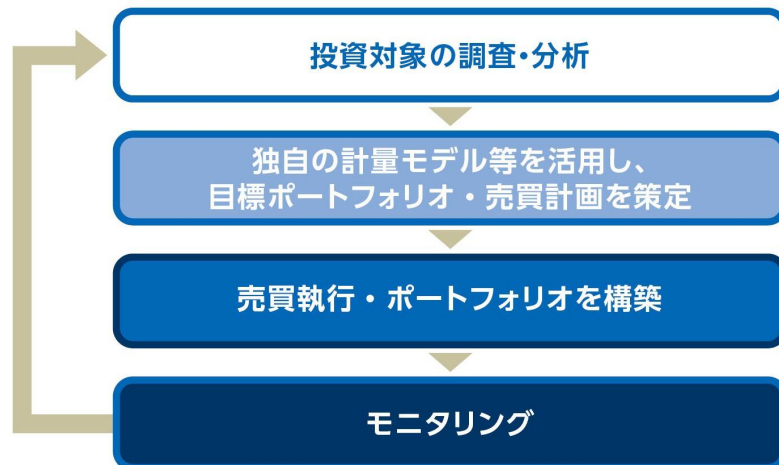 投資対象の調査･分析
独自の計量モデル等を活用し、
目標ポートフォリオ・売買計画を策定
売買執行・ポートフォリオを構築
モニタリング